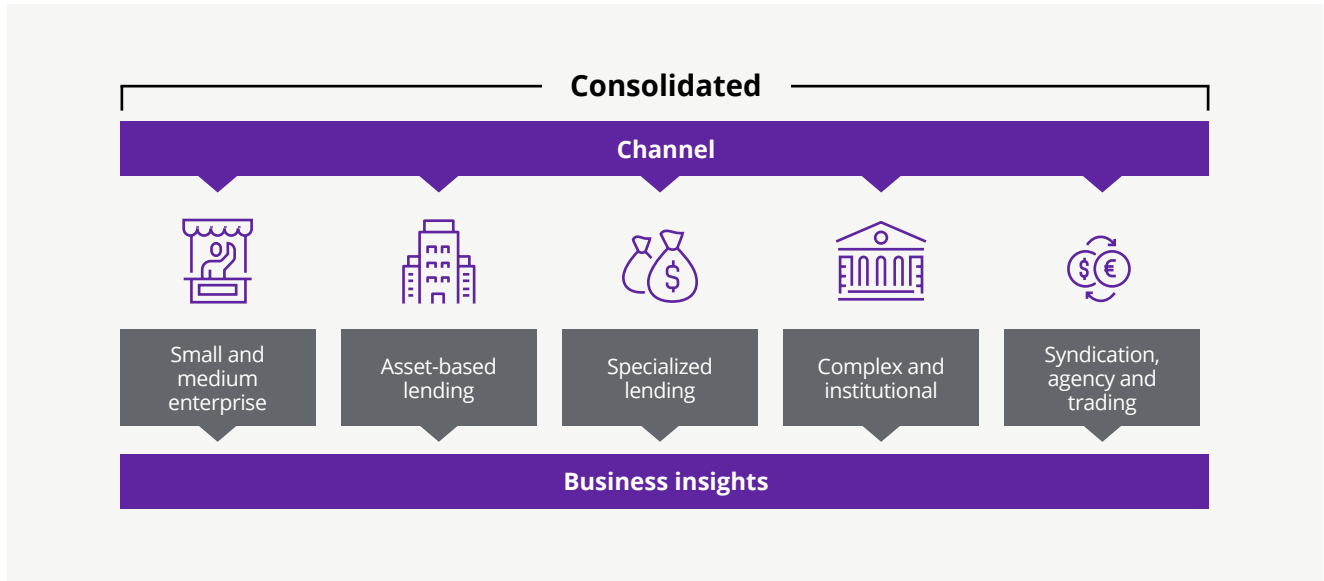 Consolidated
Channel
$
$
€
Small and
medium
enterprise
Asset-based
lending
Specialized
lending
Complex and
institutional
Syndication,
agency and
trading
Business insights